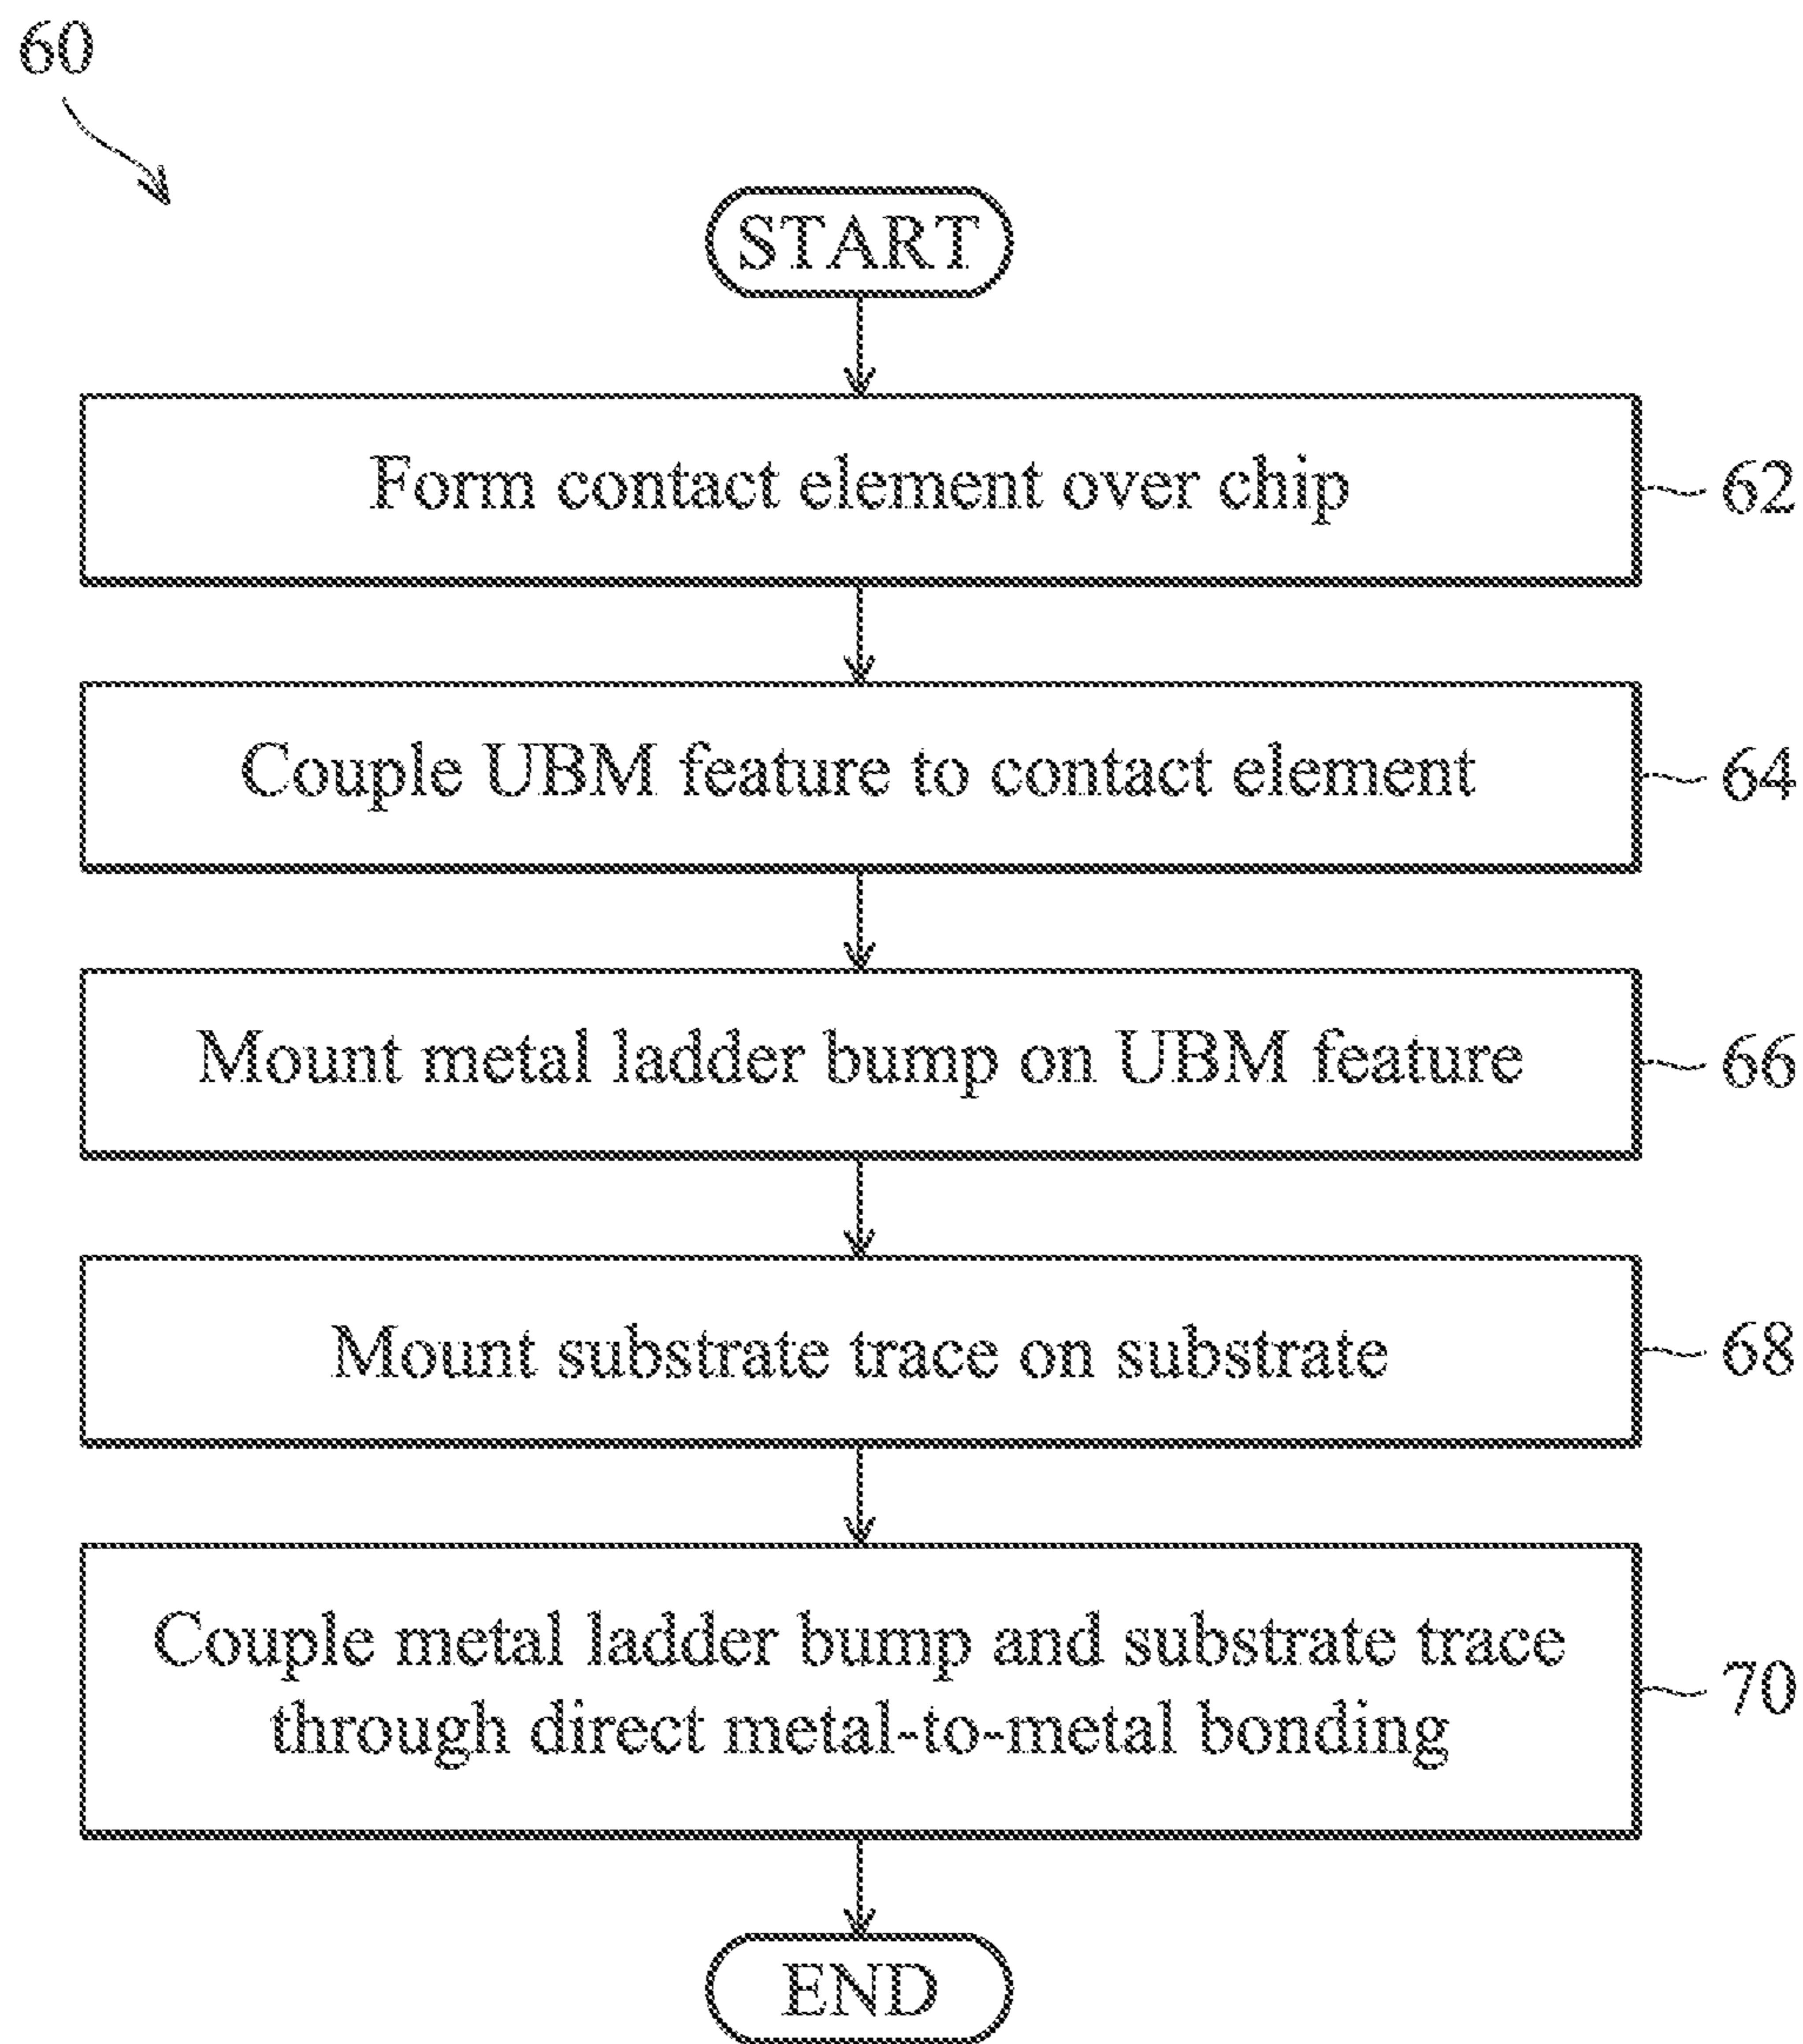 60
START
Form contact element over chip
62
Couple UBM feature to contact element
64
Mount metal ladder bump on UBM feature
66
Mount substrate trace on substrate
68
Couple metal ladder bump and substrate trace
through direct metal-to-metal bonding
70
END